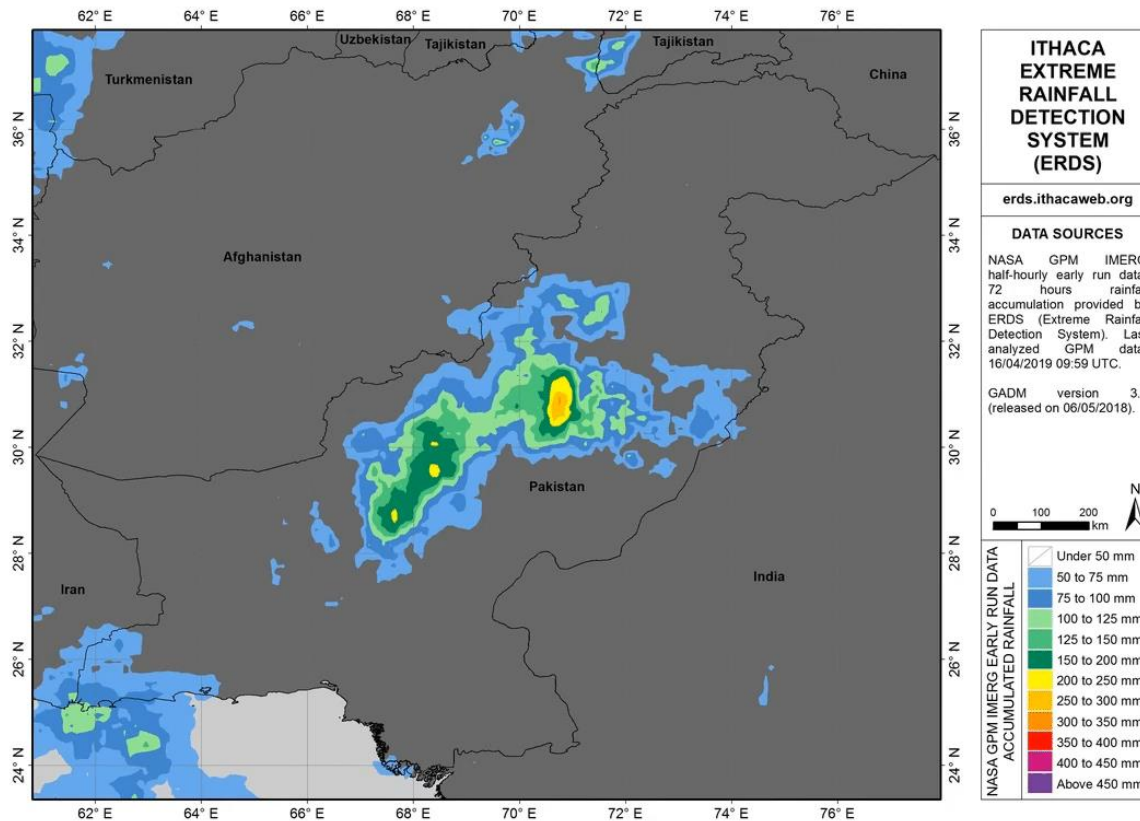 62° E 64° E 66° E 68° E 70° E 72° E 74° E 76° E
Uzbekistan
Tajikistan
Tajikistan
Turkmenistan
China
36° N
36° N
34° N
34° N
Afghanistan
32° N
32° N
30° N
30° N
Pakistan
28° N
28° N
Iran
India
26° N
26° N
24° N
24° N
62° E 64° E 66° E 68° E 70° E 72° E 74° E 76° E
ITHACA
EXTREME
RAINFALL
DETECTION
SYSTEM
(ERDS)
erds.ithacaweb.org
DATA SOURCES
NASA GPM IMERG
half-hourly early run data
72 hours
accumulation provided
ERDS (Extreme
Detection System).
analyzed GPM data
16/04/2019 09:59 UTC.
GADM version 3.
(released on 06/05/2018).
N
0 100 200
km
NASA GPM IMERG EARLY RUN DATA
ACCUMULATED RAINFALL
Under 50 mm
50 to 75 mm
75 to 100 mm
100 to 125 mm
125 to 150 mm
150 to 200 mm
200 to 250 mm
250 to 300 mm
300 to 350 mm
350 to 400 mm
400 to 450 mm
Above 450 mm